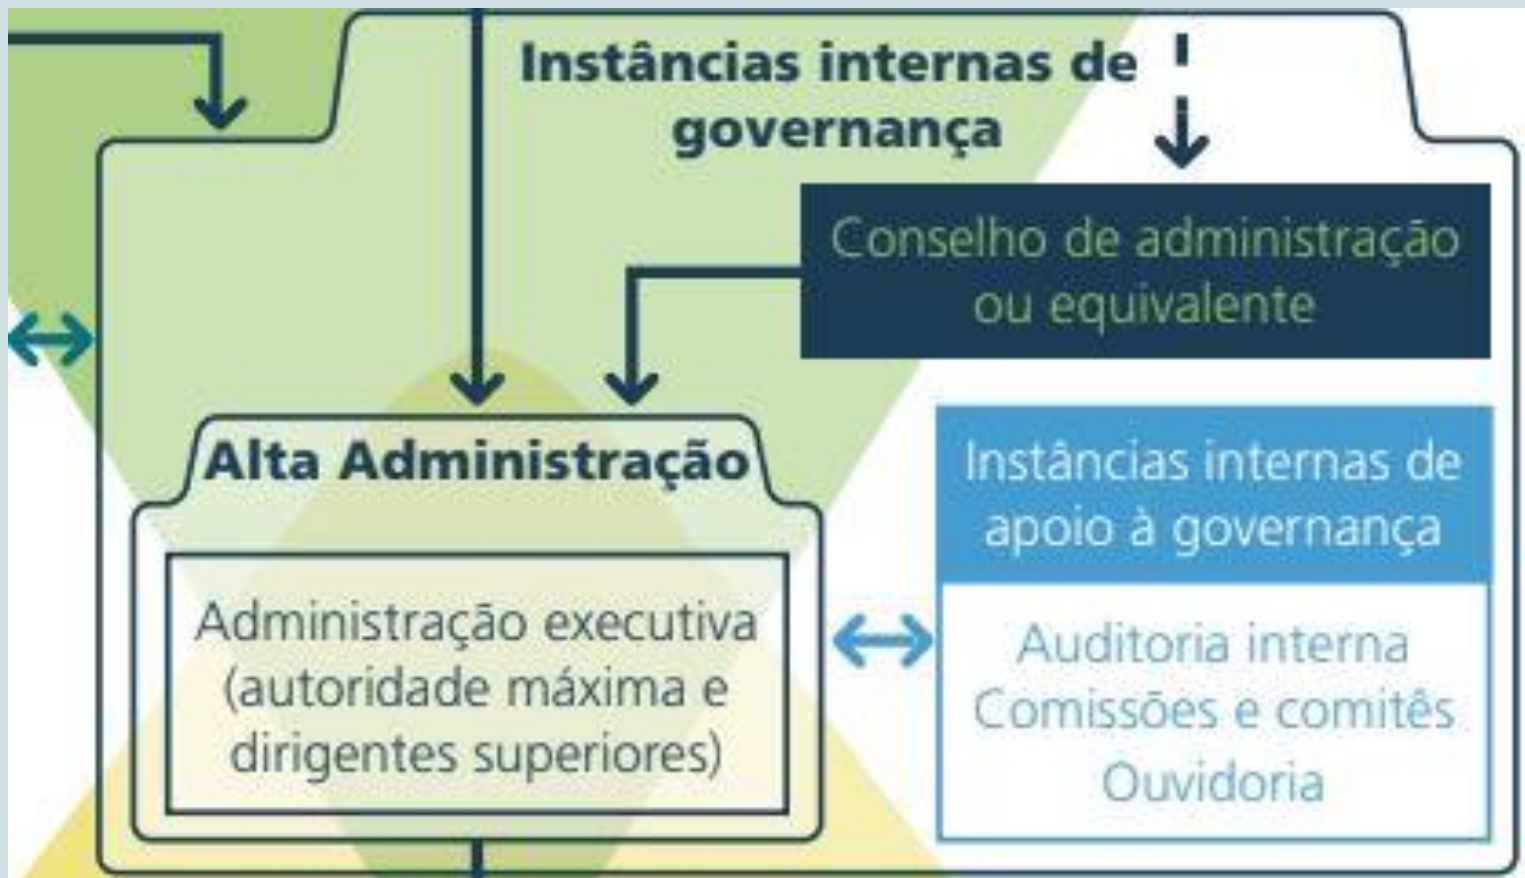 Instâncias internas de
governança
Conselho de administração
ou equivalente
Alta Administração
Administração executiva
(autoridade máxima e
dirigentes superiores)
Instâncias internas de
apoio à governança
Auditoria interna
Comissões e comitês
Ouvidoria